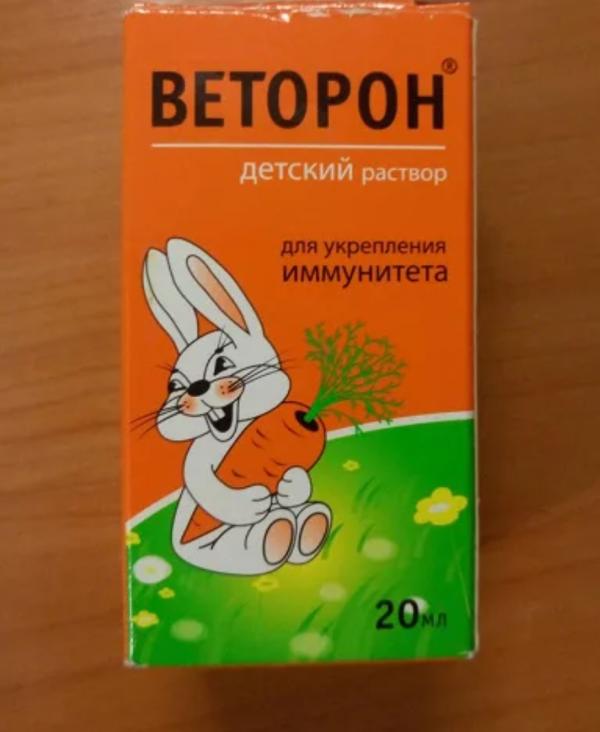 ВЕТОРОН®
детский раствор
для укрепления
иммунитета
20мл